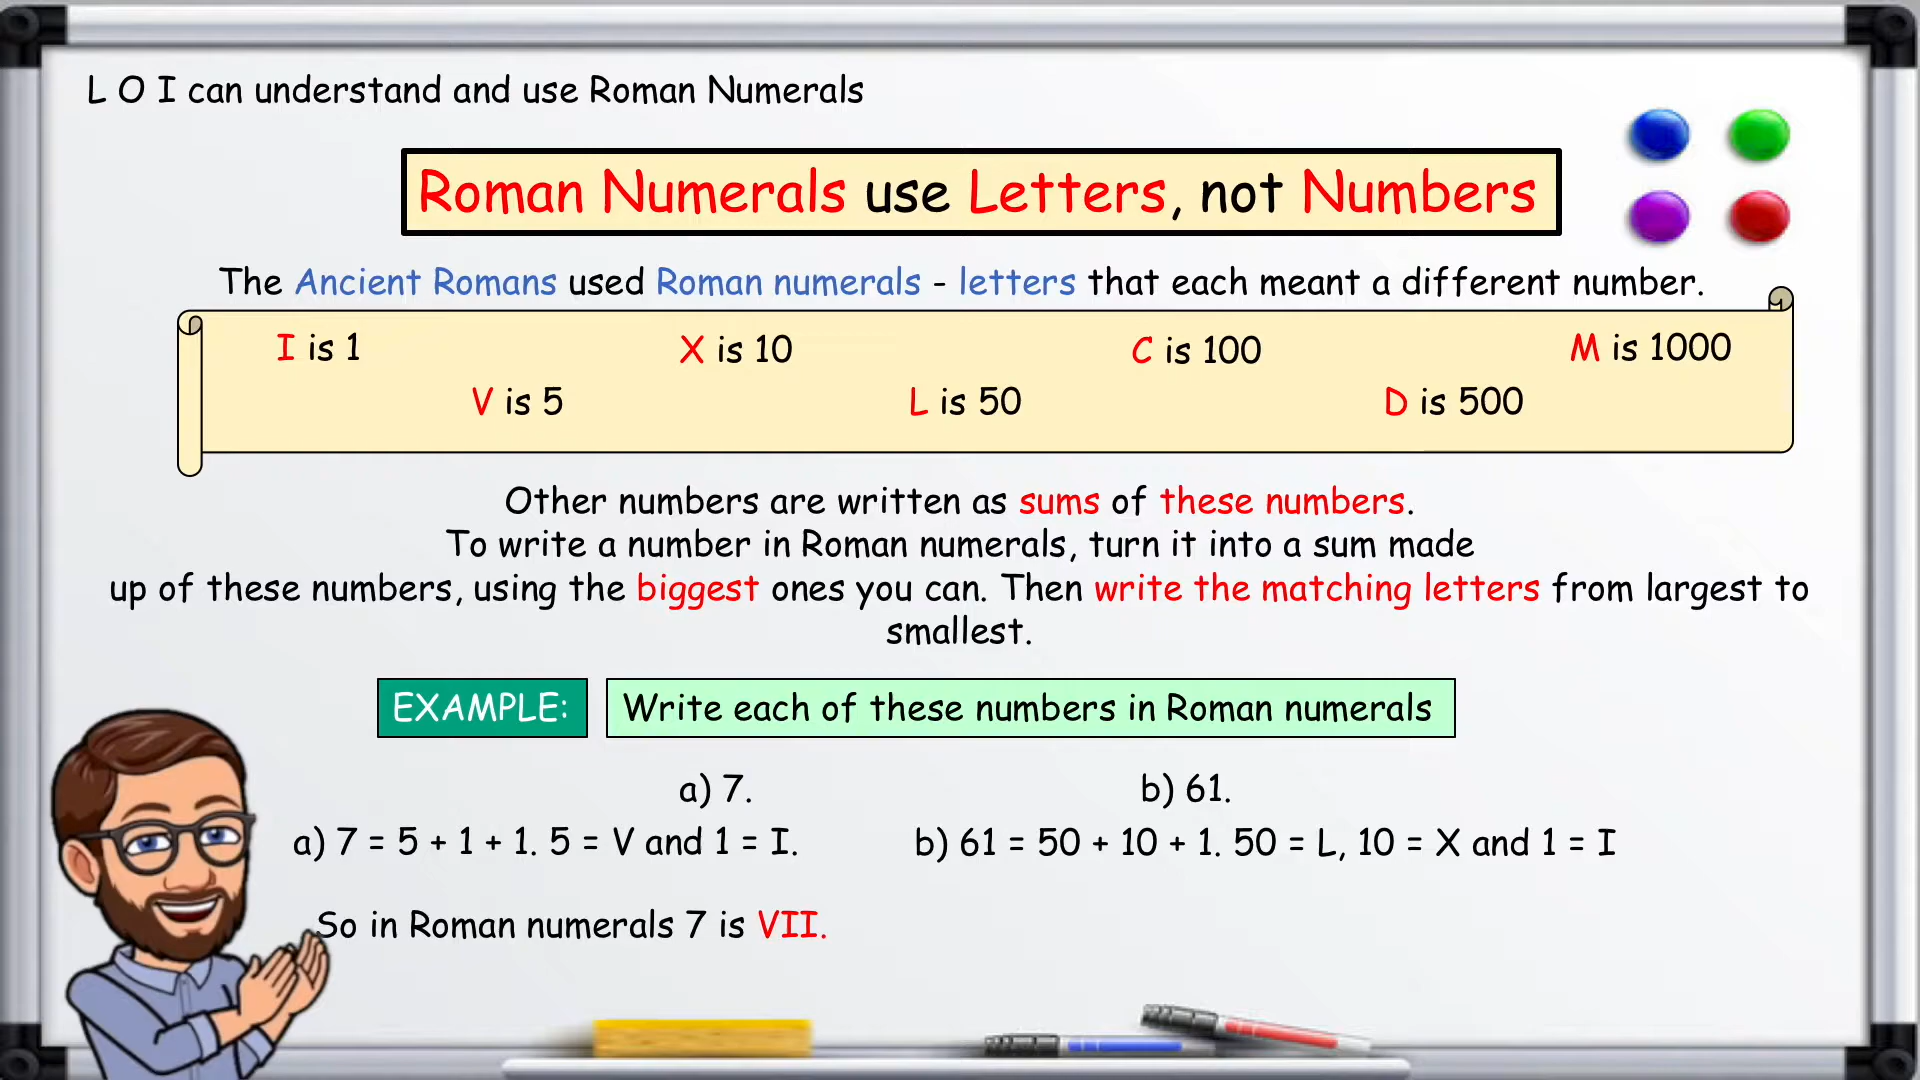 L O I can understand and use Roman Numerals
Roman Numerals use Letters, not Numbers
The Ancient Romans used Roman numerals - letters that each meant a different number.
I is 1
X is 10
C is 100
M is 1000
V is 5
L is 50
D is 500
Other numbers are written as sums of these numbers.
To write a number in Roman numerals, turn it into a sum made
up of these numbers, using the biggest ones you can. Then write the matching letters from largest to
smallest.
EXAMPLE:
Write each of these numbers in Roman numerals
a) 7.
b) 61.
a) 7 = 5 + 1 + 1. 5 = V and 1 = I.
b) 61 = 50 + 10 + 1. 50 = L, 10 = X and 1 = I
So in Roman numerals 7 is VII.